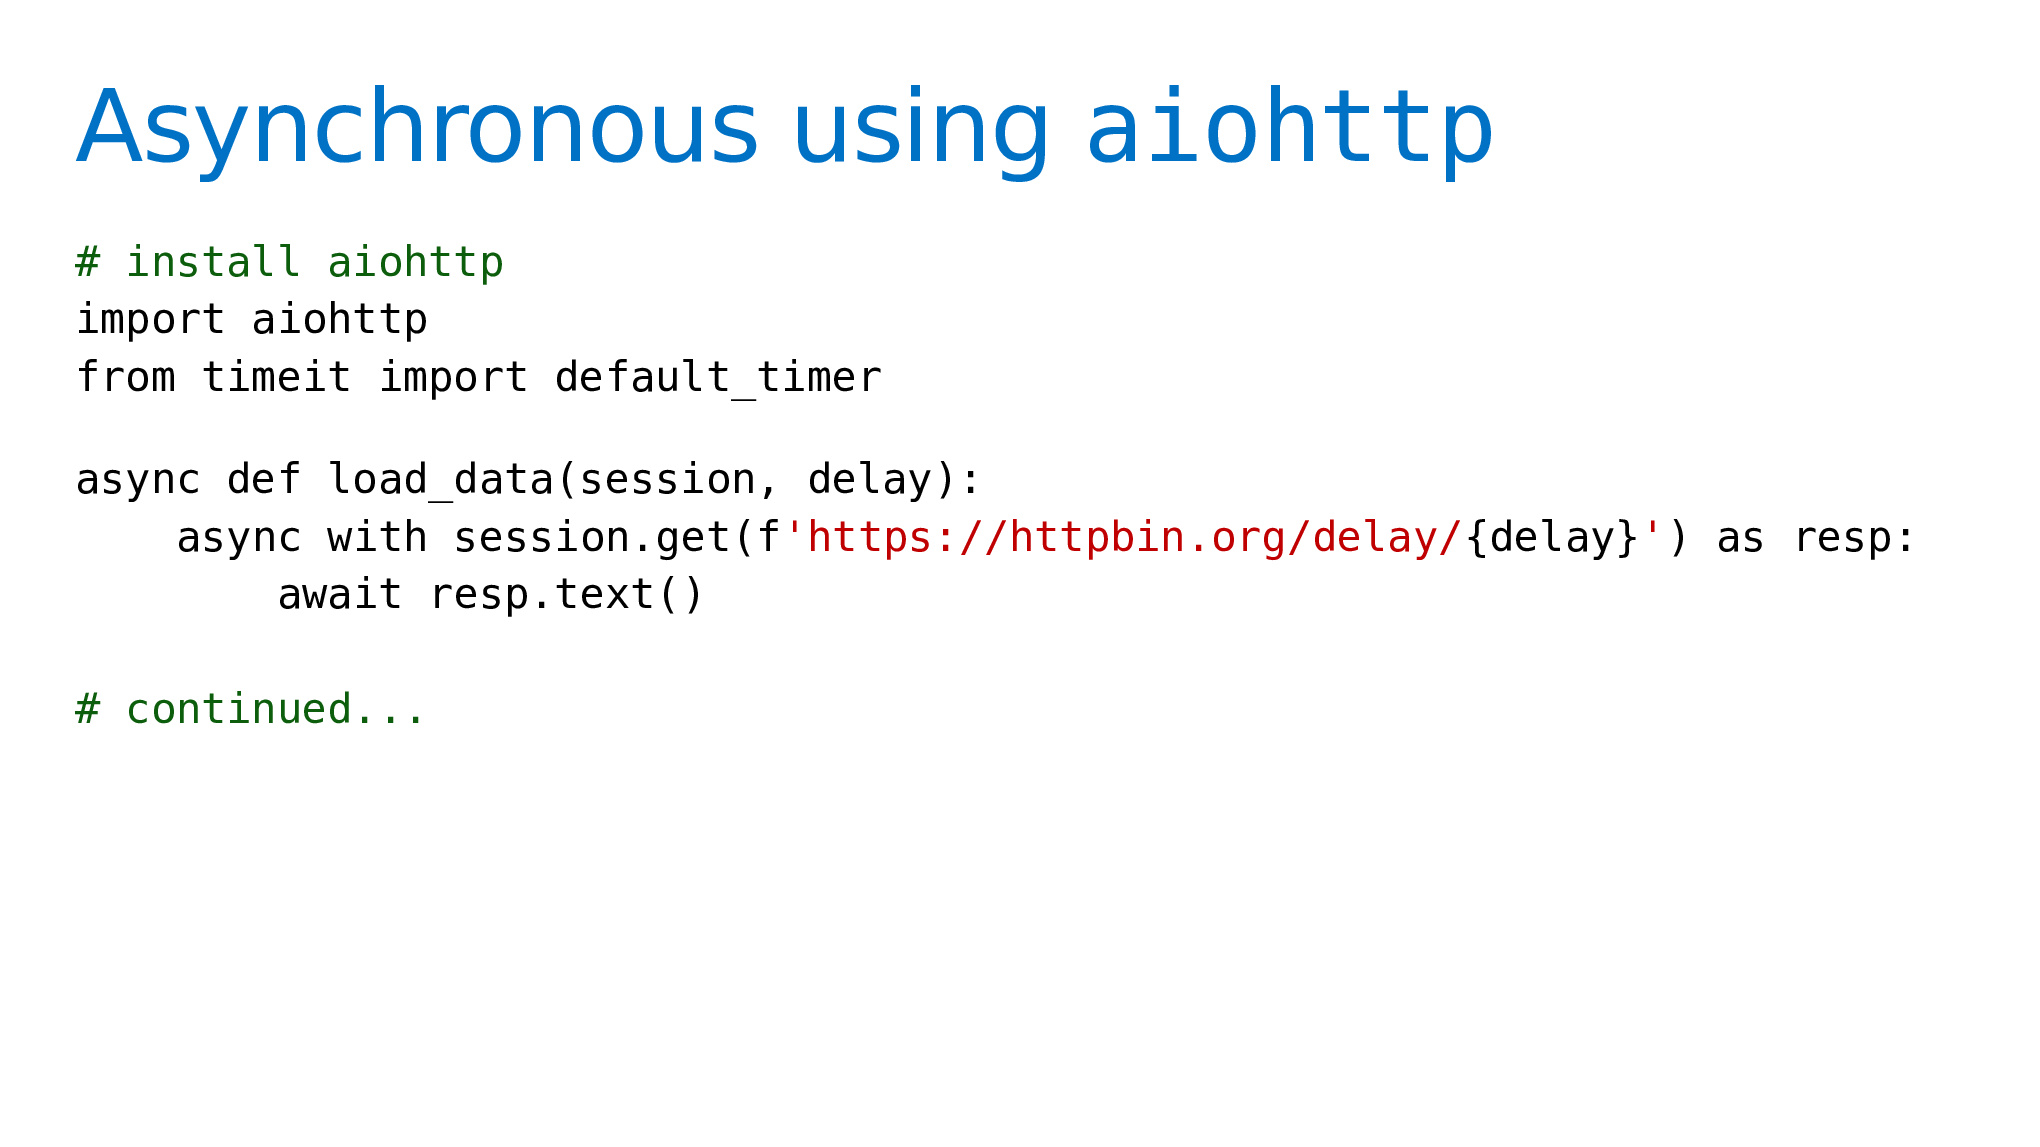 Asynchronous using aiohttp
# install aiohttp
import aiohttp
from timeit import default_timer
async def load_data(session, delay):
    async with session.get(f'https://httpbin.org/delay/{delay}') as resp:
        await resp.text()
# continued...